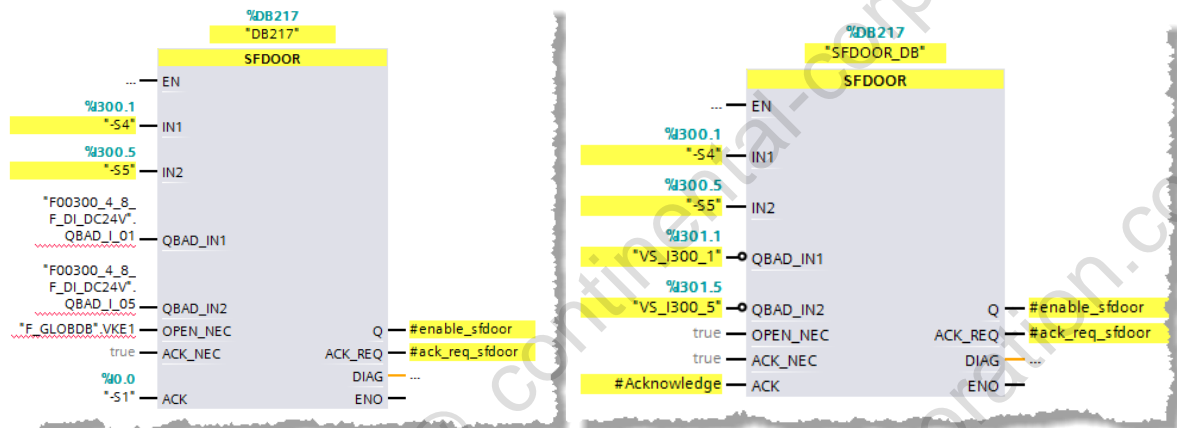 %DB217
"DB217"
SFDOOR
... EN
%I300.1
"-S4" IN1
%I300.5
"-S5" IN2
"F00300_4_8_
F_DI_DC24V".
QBAD_I_01 QBAD_IN1
"F00300_4_8_
F_DI_DC24V".
QBAD_I_05 QBAD_IN2
"F_GLOBDB".VKE1 OPEN_NEC Q #enable_sfdoor
true ACK_NEC ACK_REQ #ack_req_sfdoor
DIAG ...
%I0.0
"-S1" ACK ENO
%DB217
"SFDOOR_DB"
SFDOOR
... EN
%I300.1
"-S4" IN1
%I300.5
"-S5" IN2
%I301.1
"VS_I300_1" QBAD_IN1
%I301.5
"VS_I300_5" QBAD_IN2 Q #enable_sfdoor
true OPEN_NEC ACK_REQ #ack_req_sfdoor
true ACK_NEC DIAG ...
#Acknowledge ACK ENO
© continental-corporation.co